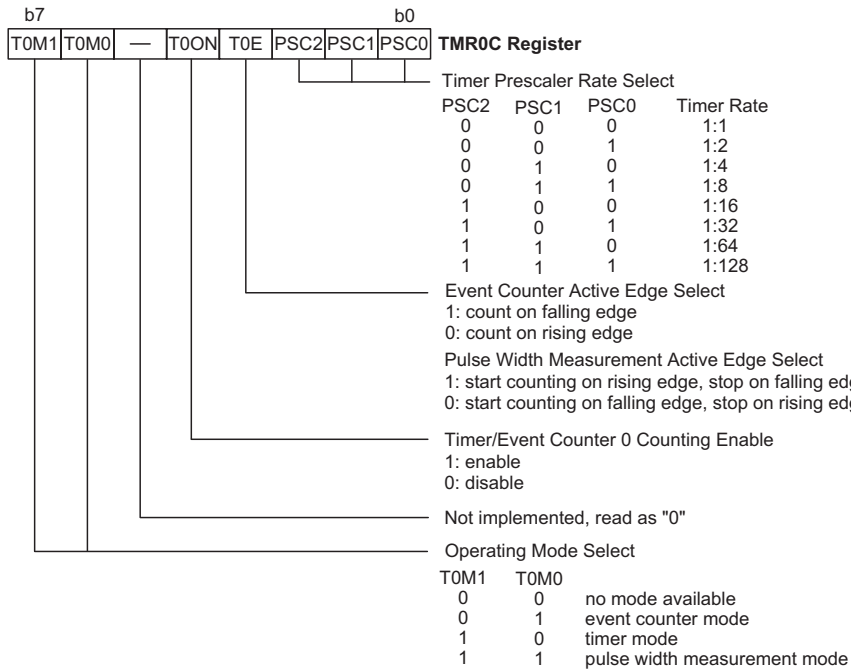 b7 b0
T0M1 T0M0 — T0ON T0E PSC2 PSC1 PSC0 TMR0C Register
Timer Prescaler Rate Select
PSC2 PSC1 PSC0 Timer Rate
0 0 0 1:1
0 0 1 1:2
0 1 0 1:4
0 1 1 1:8
1 0 0 1:16
1 0 1 1:32
1 1 0 1:64
1 1 1 1:128
Event Counter Active Edge Select
1: count on falling edge
0: count on rising edge
Pulse Width Measurement Active Edge Select
1: start counting on rising edge, stop on falling ed
0: start counting on falling edge, stop on rising ed
Timer/Event Counter 0 Counting Enable
1: enable
0: disable
Not implemented, read as "0"
Operating Mode Select
T0M1 T0M0
0 0 no mode available
0 1 event counter mode
1 0 timer mode
1 1 pulse width measurement mode